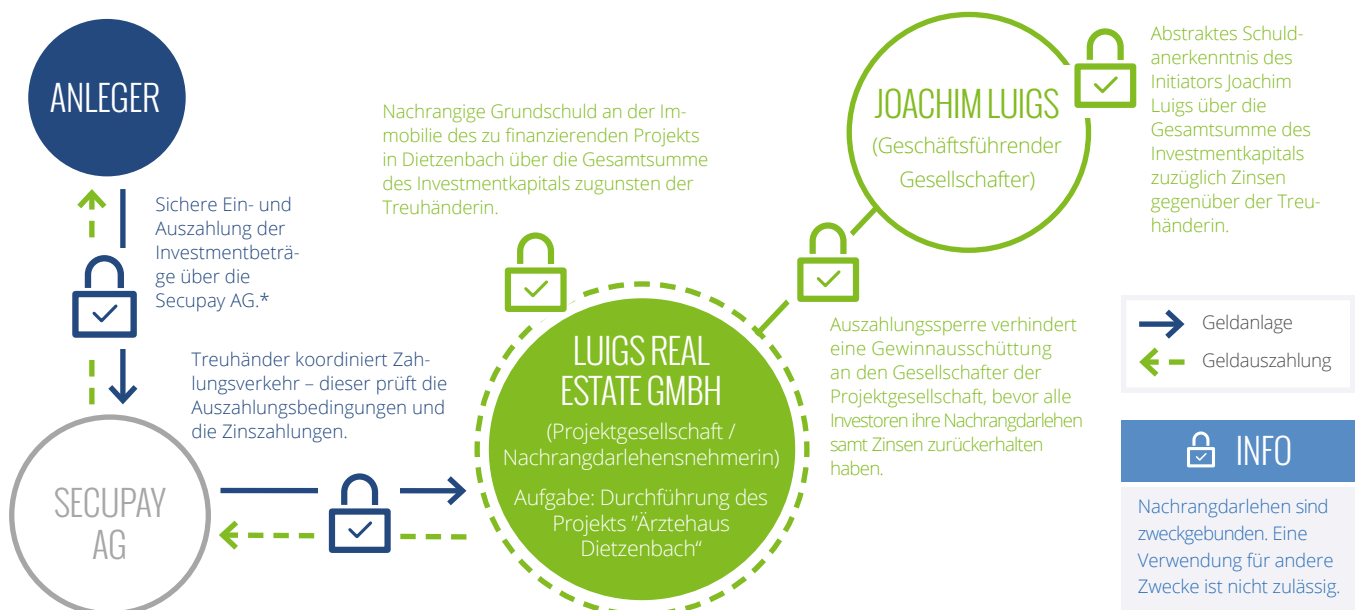 ANLEGER
Sichere Ein- und
Auszahlung der
Investmentbeträ-
ge über die
Secupay AG.*
Treuhänder koordiniert Zah-
lungsverkehr – dieser prüft die
Auszahlungsbedingungen und
die Zinszahlungen.
SECUPAY
AG
Nachrangige Grundschuld an der Im-
mobilie des zu finanzierenden Projekts
in Dietzenbach über die Gesamtsumme
des Investmentkapitals zugunsten der
Treuhänderin.
LUIGS REAL
ESTATE GMBH
(Projektgesellschaft /
Nachrangdarlehensnehmerin)
Aufgabe: Durchführung des
Projekts "Ärztehaus
Dietzenbach“
JOACHIM LUIGS
(Geschäftsführender
Gesellschafter)
Abstraktes Schuld-
anerkenntnis des
Initiators Joachim
Luigs über die
Gesamtsumme des
Investmentkapitals
zuzüglich Zinsen
gegenüber der Treu-
händerin.
Auszahlungssperre verhindert
eine Gewinnausschüttung
an den Gesellschafter der
Projektgesellschaft, bevor alle
Investoren ihre Nachrangdarlehen
samt Zinsen zurückerhalten
haben.
Geldanlage
Geldauszahlung
INFO
Nachrangdarlehen sind
zweckgebunden. Eine
Verwendung für andere
Zwecke ist nicht zulässig.